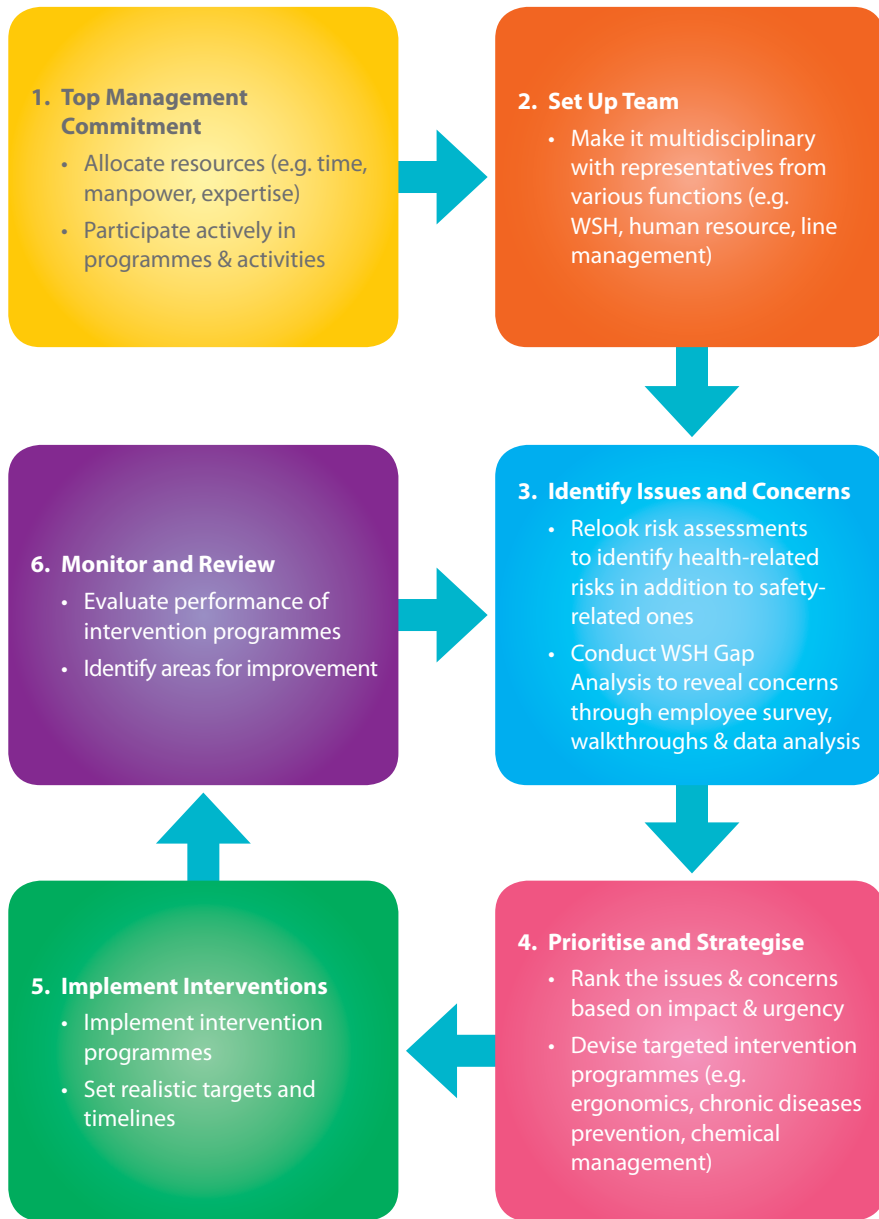 1. Top Management
Commitment
• Allocate resources (e.g. time,
manpower, expertise)
• Participate actively in
programmes & activities
2. Set Up Team
• Make it multidisciplinary
with representatives from
various functions (e.g.
WSH, human resource, line
management)
3. Identify Issues and Concerns
• Relook risk assessments
to identify health-related
risks in addition to safety-
related ones
• Conduct WSH Gap
Analysis to reveal concerns
through employee survey,
walkthroughs & data analysis
4. Prioritise and Strategise
• Rank the issues & concerns
based on impact & urgency
• Devise targeted intervention
programmes (e.g.
ergonomics, chronic diseases
prevention, chemical
management)
5. Implement Interventions
• Implement intervention
programmes
• Set realistic targets and
timelines
6. Monitor and Review
• Evaluate performance of
intervention programmes
• Identify areas for improvement